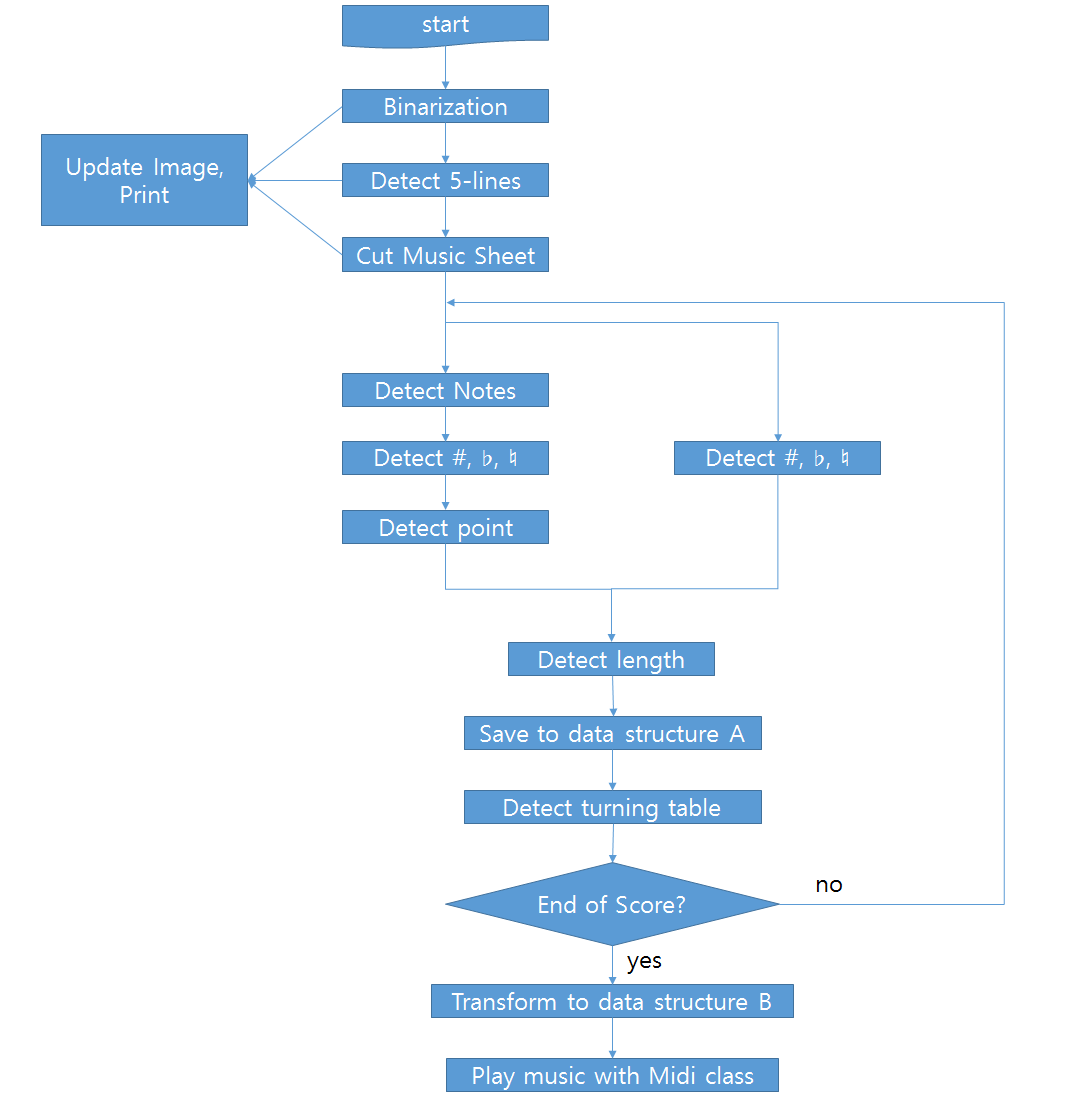 start
Binarization
Update Image,
Print
Detect 5-lines
Cut Music Sheet
Detect Notes
Detect #, ♭, ♮
Detect #, ♭, ♮
Detect point
Detect length
Save to data structure A
Detect turning table
End of Score?
no
yes
Transform to data structure B
Play music with Midi class